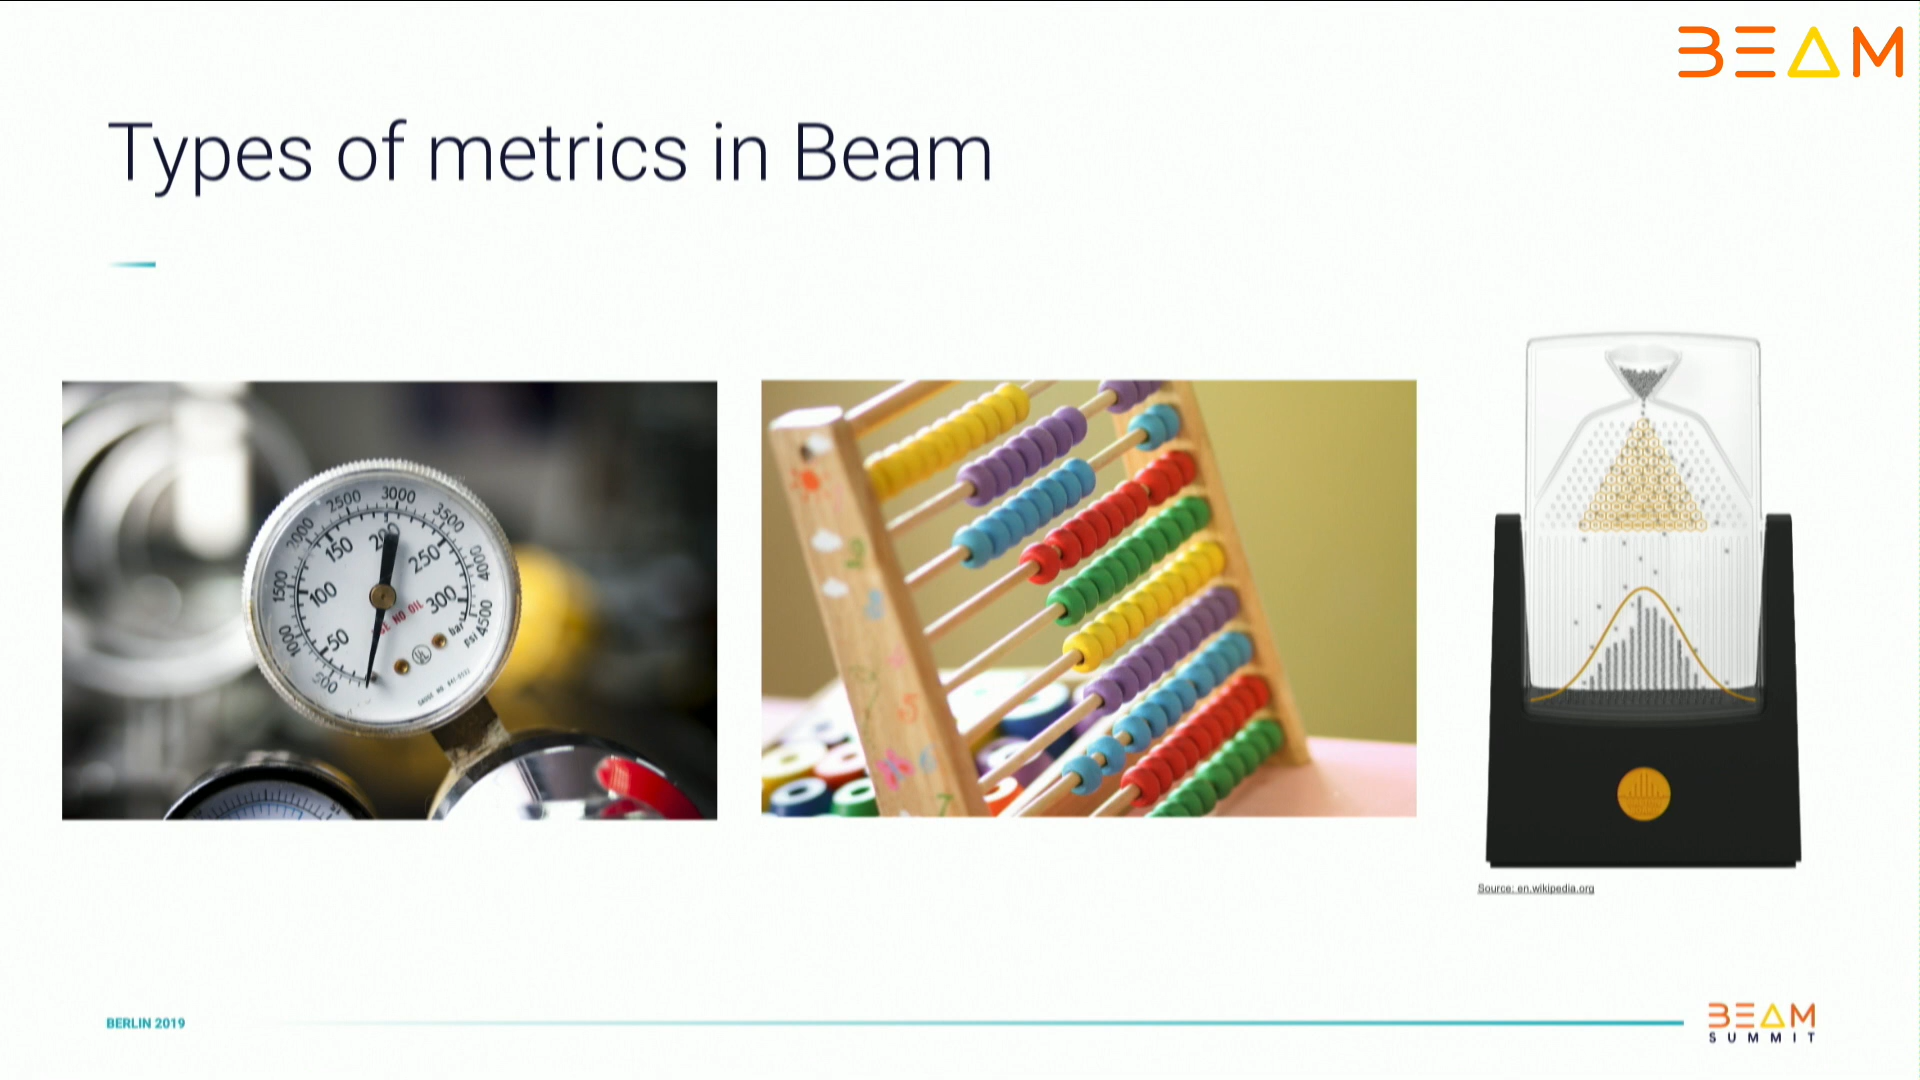 BEAM
Types of metrics in Beam
2000
2500
3000
3500
4000
4500
1500
1000
500
150
200
250
100
300
50
NO OIL
bar
PSI
UL
Source: en.wikipedia.org
BERLIN 2019
BEAM
SUMMIT